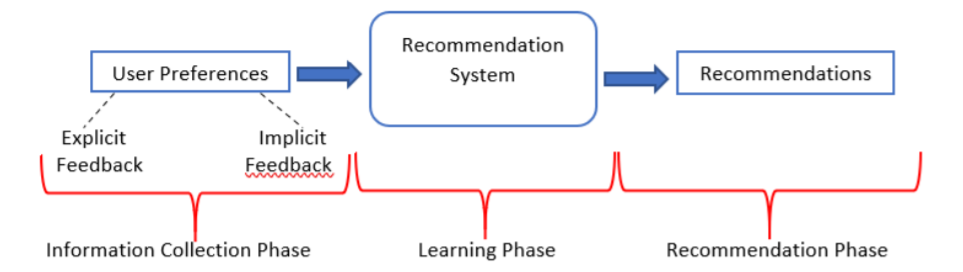 Recommendation
System
User Preferences
Recommendations
Explicit
Feedback
Implicit
Feedback
Information Collection Phase
Learning Phase
Recommendation Phase